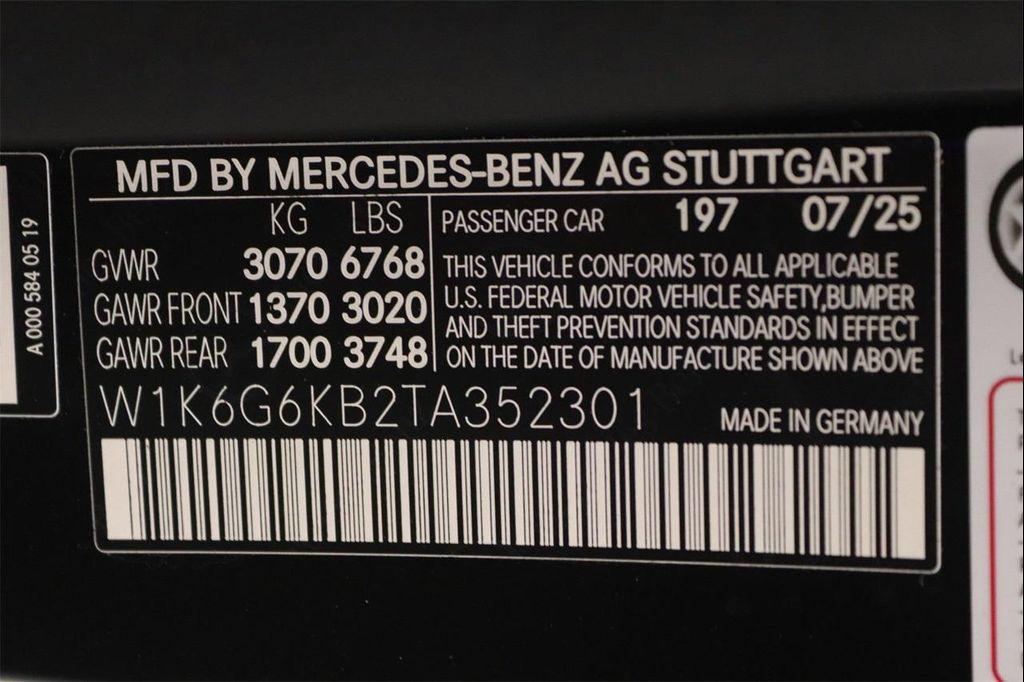 MFD BY MERCEDES-BENZ AG STUTTGART
KG LBS
GVWR 3070 6768
GAWR FRONT 1370 3020
GAWR REAR 1700 3748
PASSENGER CAR 197 07/25
THIS VEHICLE CONFORMS TO ALL APPLICABLE
U.S. FEDERAL MOTOR VEHICLE SAFETY,BUMPER
AND THEFT PREVENTION STANDARDS IN EFFECT
ON THE DATE OF MANUFACTURE SHOWN ABOVE
W1K6G6KB2TA352301
MADE IN GERMANY
A 000 584 05 19